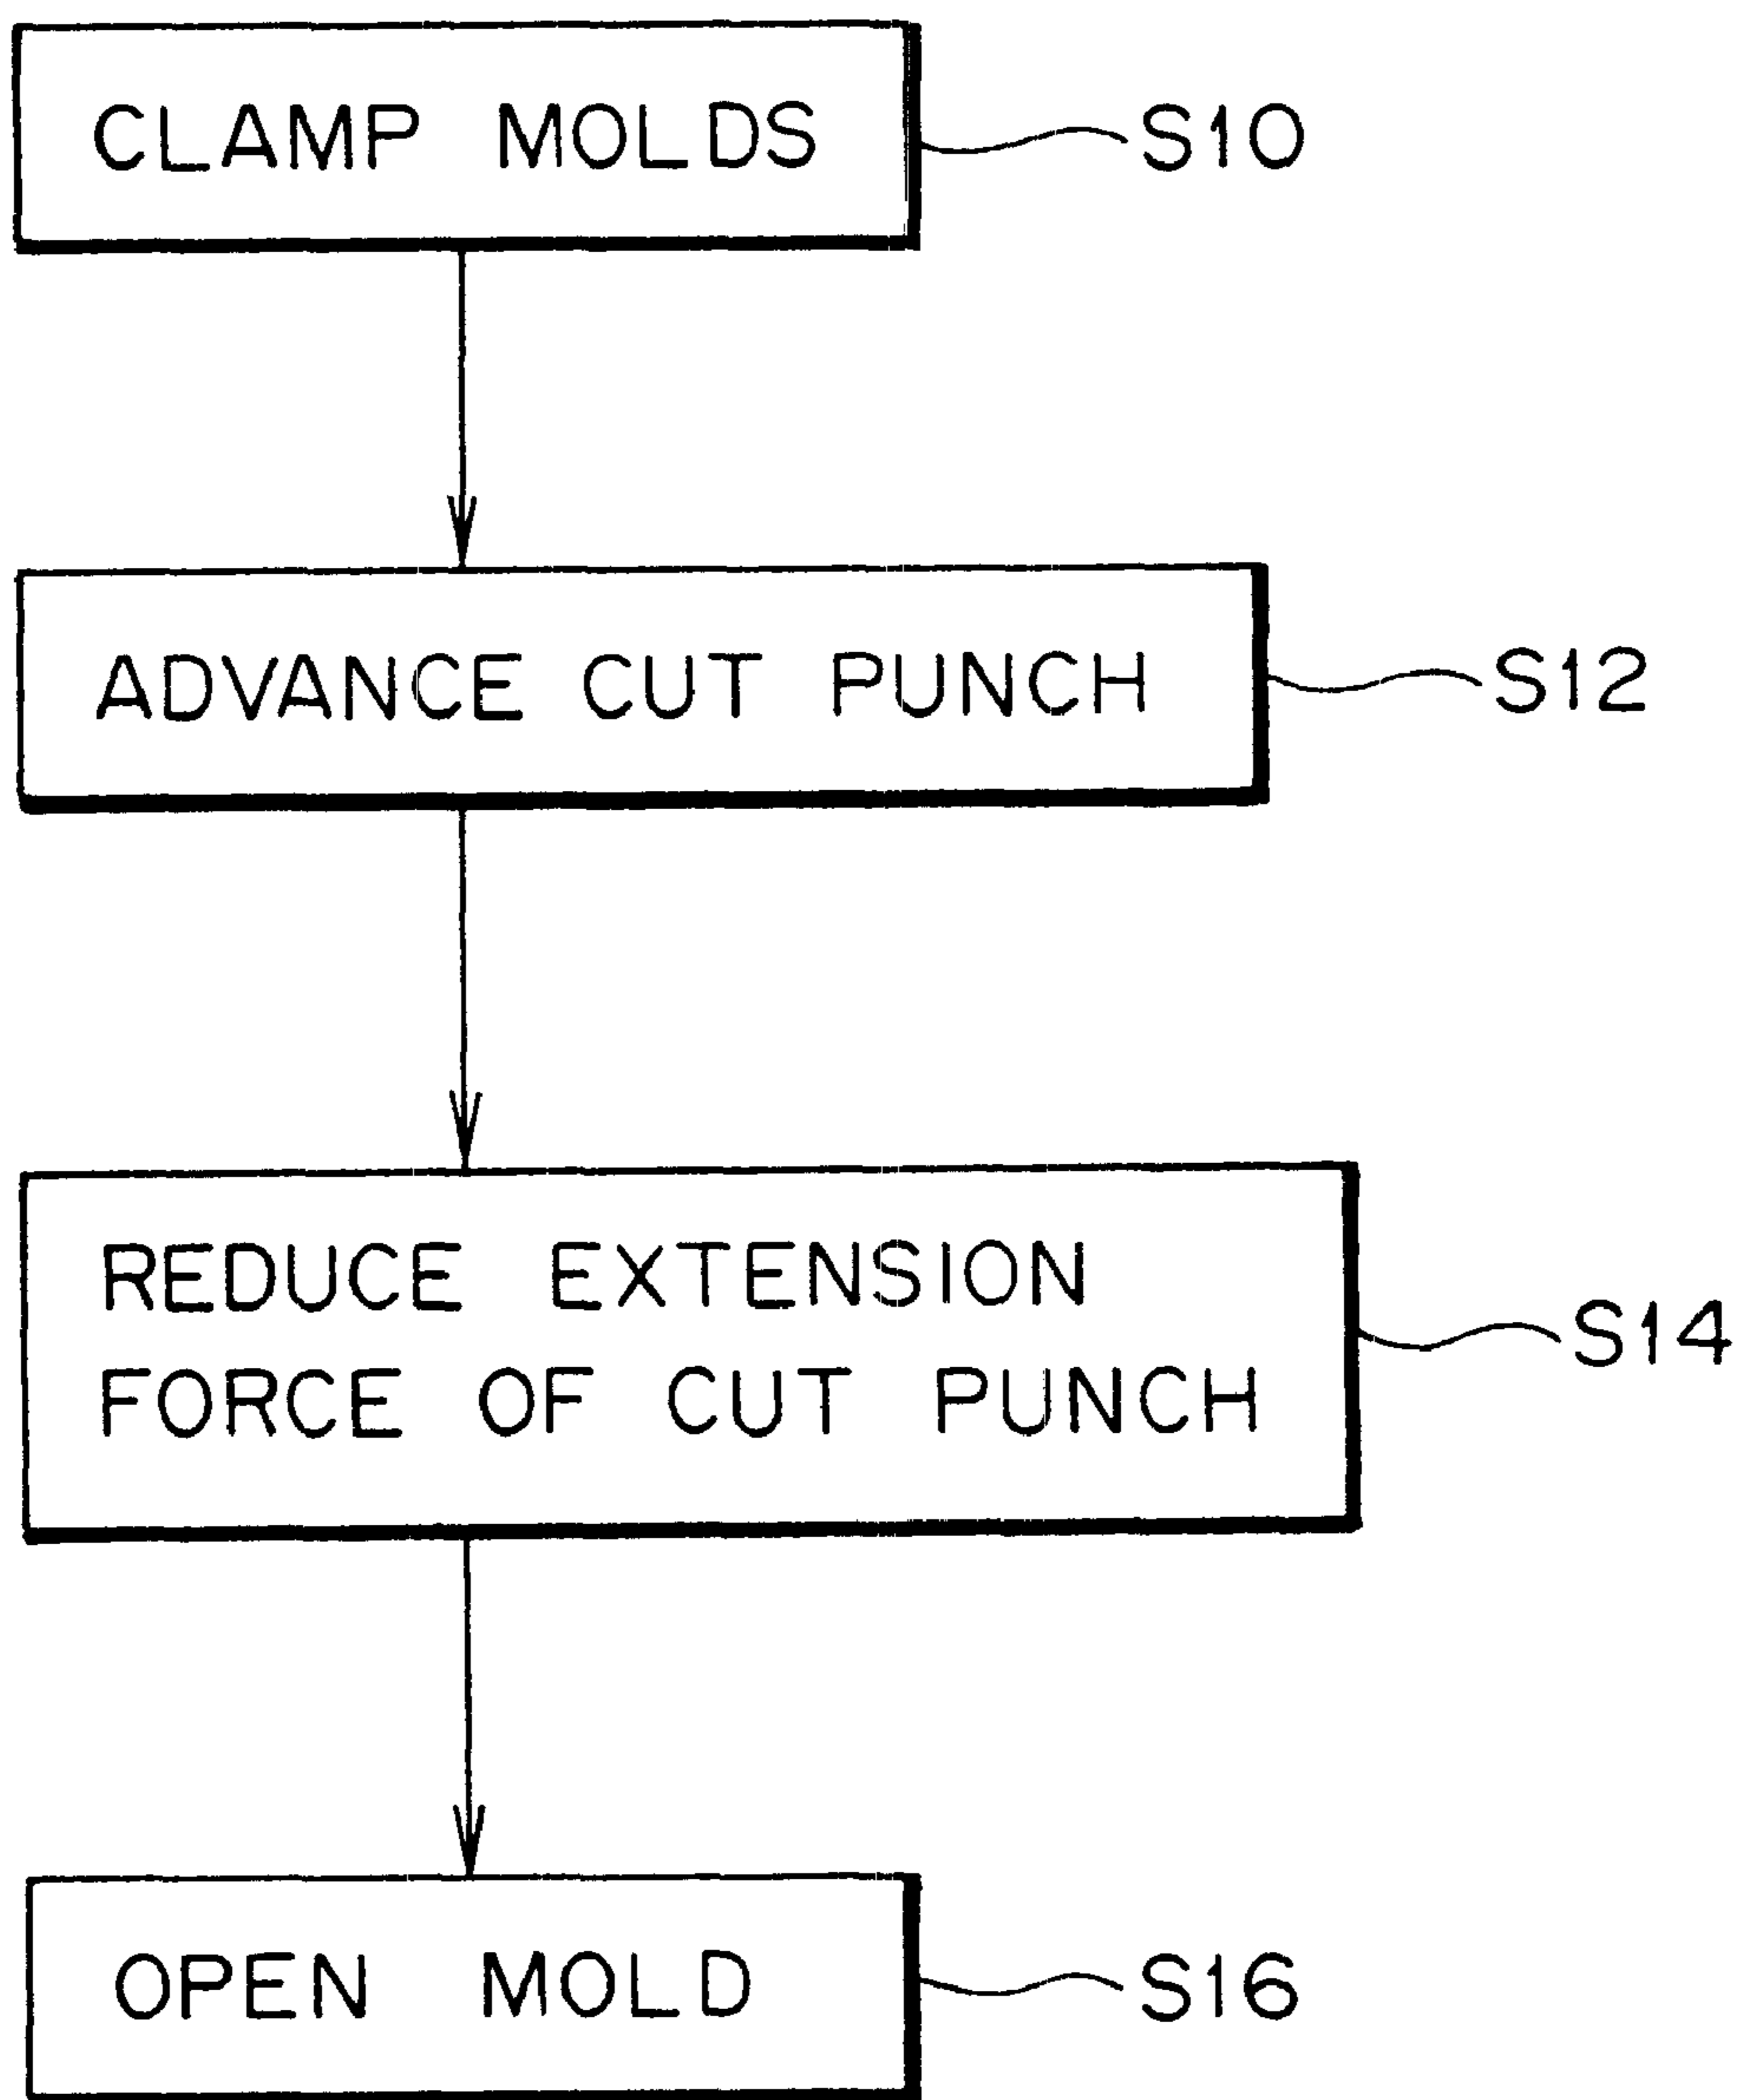 CLAMP MOLDS
S10
ADVANCE CUT PUNCH
S12
REDUCE EXTENSION
FORCE OF CUT PUNCH
S14
OPEN MOLD
S16